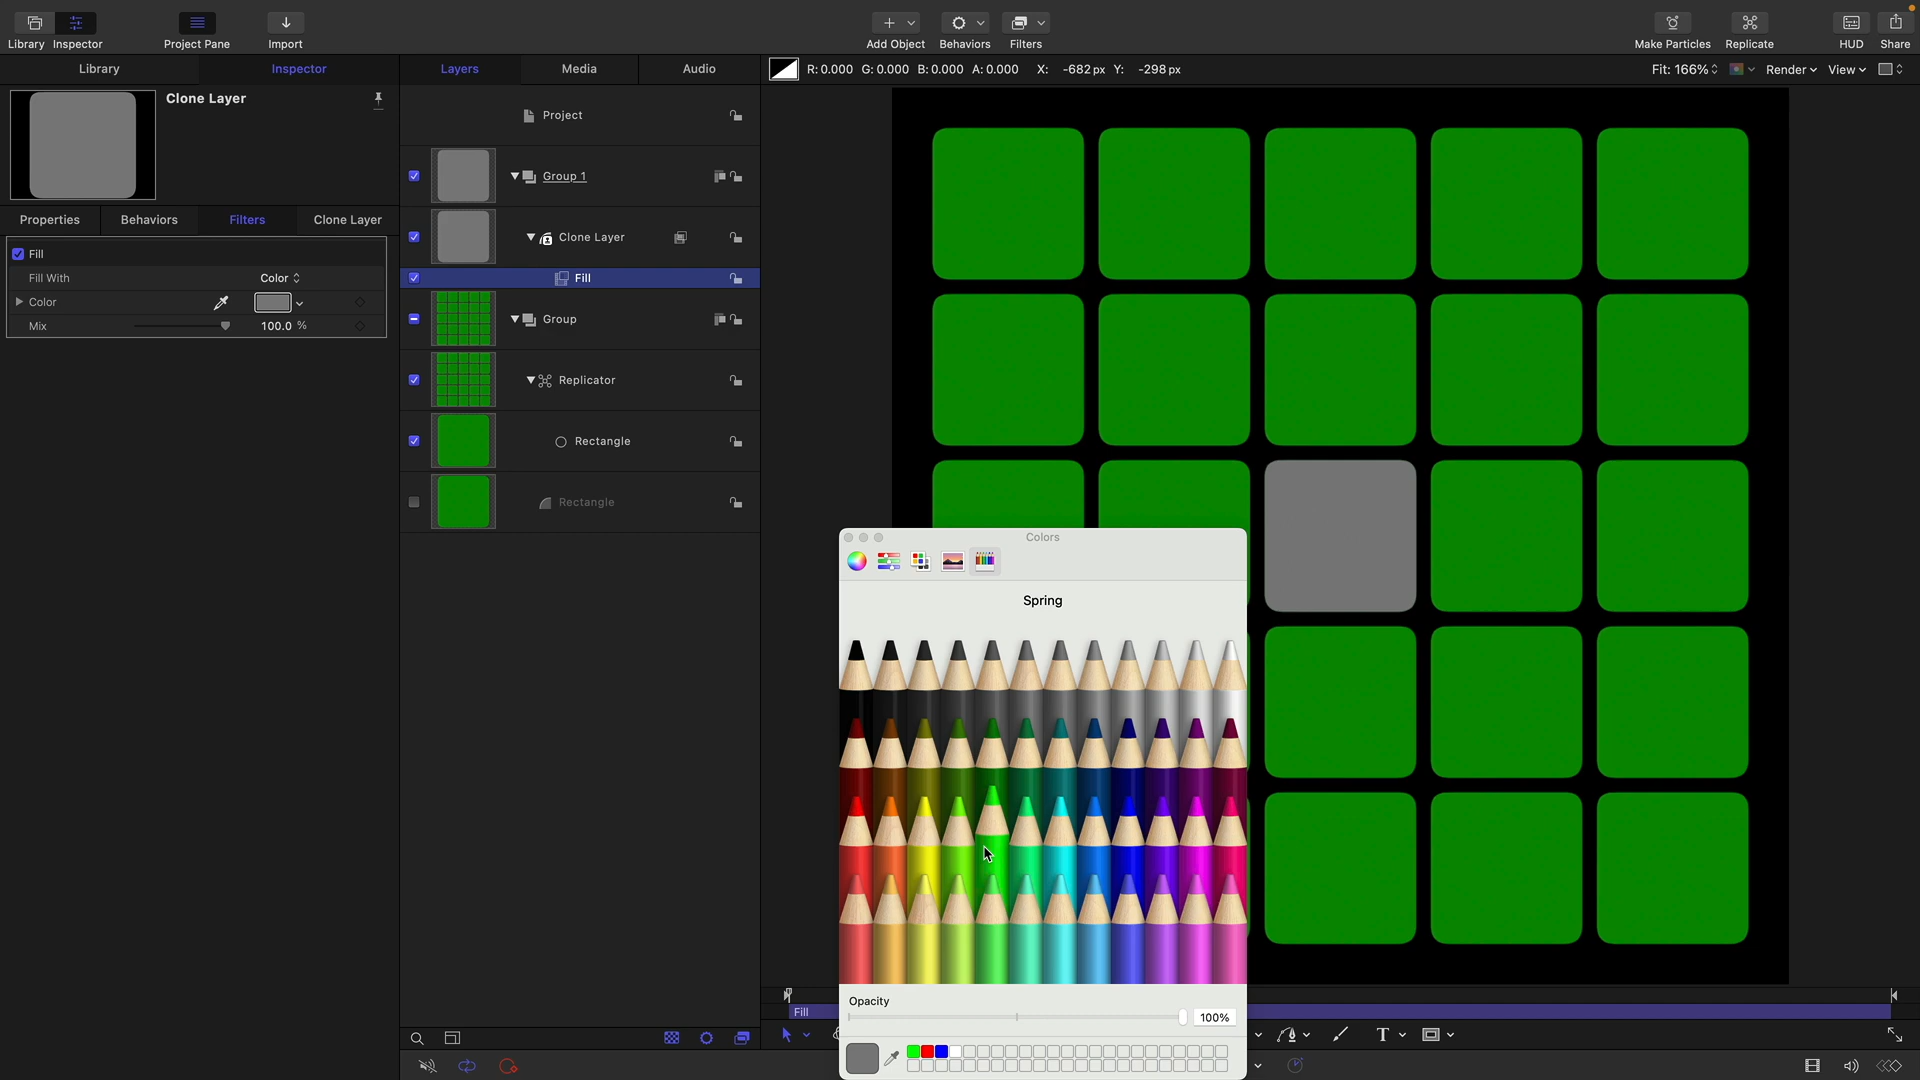 Library Inspector Project Pane Import Add Object Behaviors Filters Make Particles Replicate HUD Share
Library Inspector Layers Media Audio R: 0.000 G: 0.000 B: 0.000 A: 0.000 X: -682 px Y: -298 px Fit: 166% Render View
Clone Layer
Project
Group 1
Properties Behaviors Filters Clone Layer
Clone Layer
Fill
Fill With Color
Fill
Color
Mix 100.0 %
Group
Replicator
Rectangle
Rectangle
Colors
Spring
Opacity
100%
Fill
T